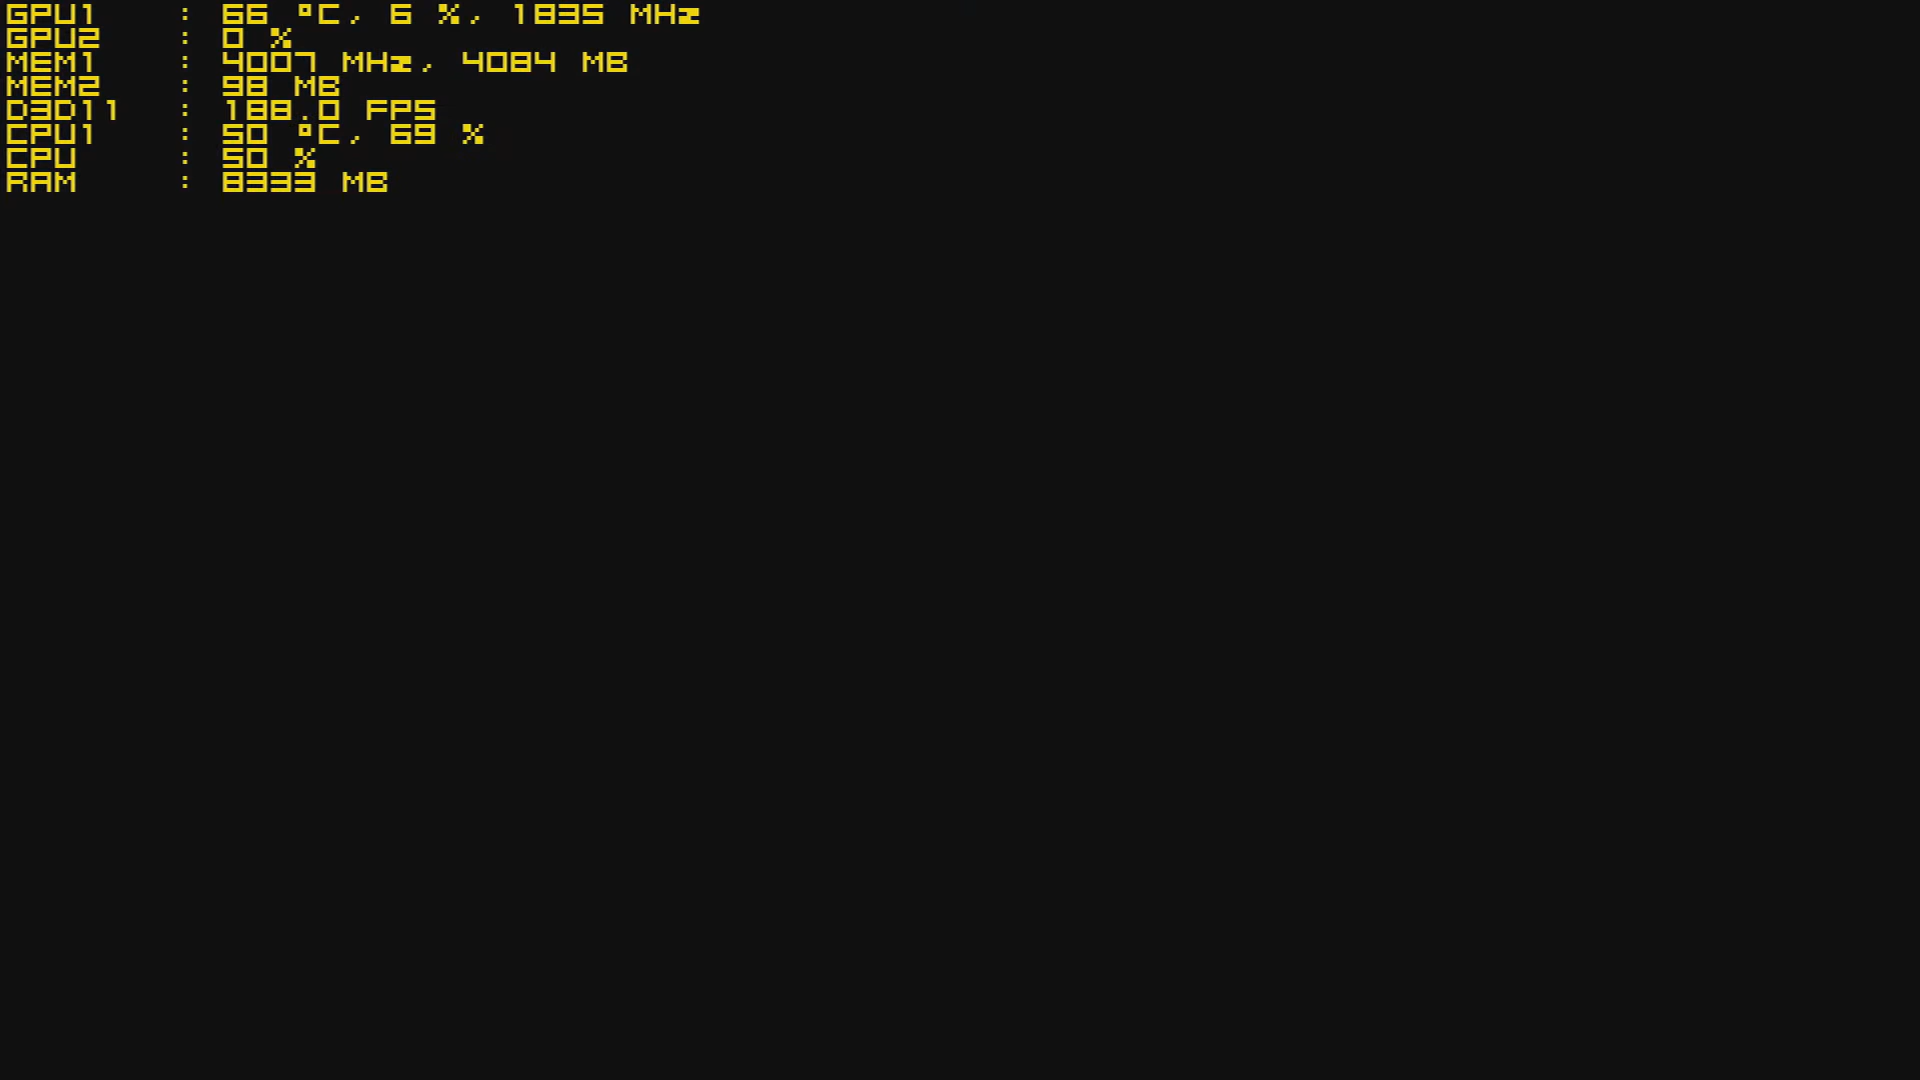 GPU1 : 66 °C, 6 %, 1835 MHz
GPU2 : 0 %
MEM1 : 4007 MHz, 4084 MB
MEM2 : 98 MB
D3D11 : 188.0 FPS
CPU1 : 50 °C, 69 %
CPU : 50 %
RAM : 8333 MB